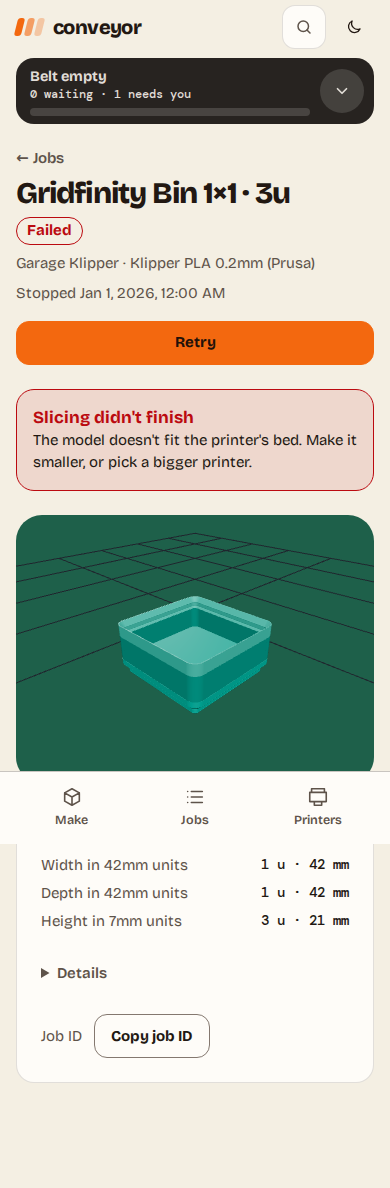 conveyor
Belt empty
0 waiting · 1 needs you
← Jobs
Gridfinity Bin 1×1 · 3u
Failed
Garage Klipper · Klipper PLA 0.2mm (Prusa)
Stopped Jan 1, 2026, 12:00 AM
Retry
Slicing didn't finish
The model doesn't fit the printer's bed. Make it
smaller, or pick a bigger printer.
Make Jobs Printers
Width in 42mm units 1 u · 42 mm
Depth in 42mm units 1 u · 42 mm
Height in 7mm units 3 u · 21 mm
▶ Details
Job ID Copy job ID